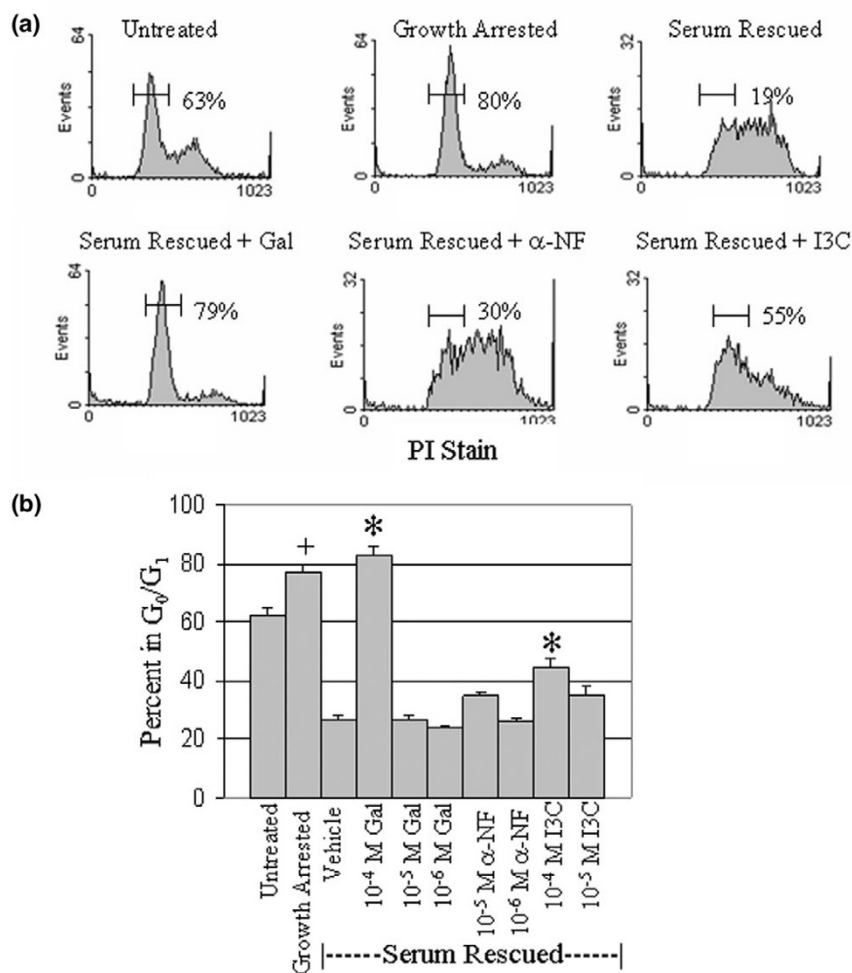 (a)
Untreated
Growth Arrested
Serum Rescued
64
Events
0
63%
0
1023
64
Events
0
80%
0
1023
32
Events
0
19%
0
1023
Serum Rescued + Gal
Serum Rescued + α-NF
Serum Rescued + I3C
64
Events
0
79%
0
1023
32
Events
0
30%
0
1023
32
Events
0
55%
0
1023
PI Stain
(b)
Percent in G₀/G₁
100
80
60
40
20
0
+
*
*
Untreated
Growth Arrested
Vehicle
10⁻⁴ M Gal
10⁻⁵ M Gal
10⁻⁶ M Gal
10⁻⁵ M α-NF
10⁻⁶ M α-NF
10⁻⁴ M I3C
10⁻⁵ M I3C
|------Serum Rescued------|